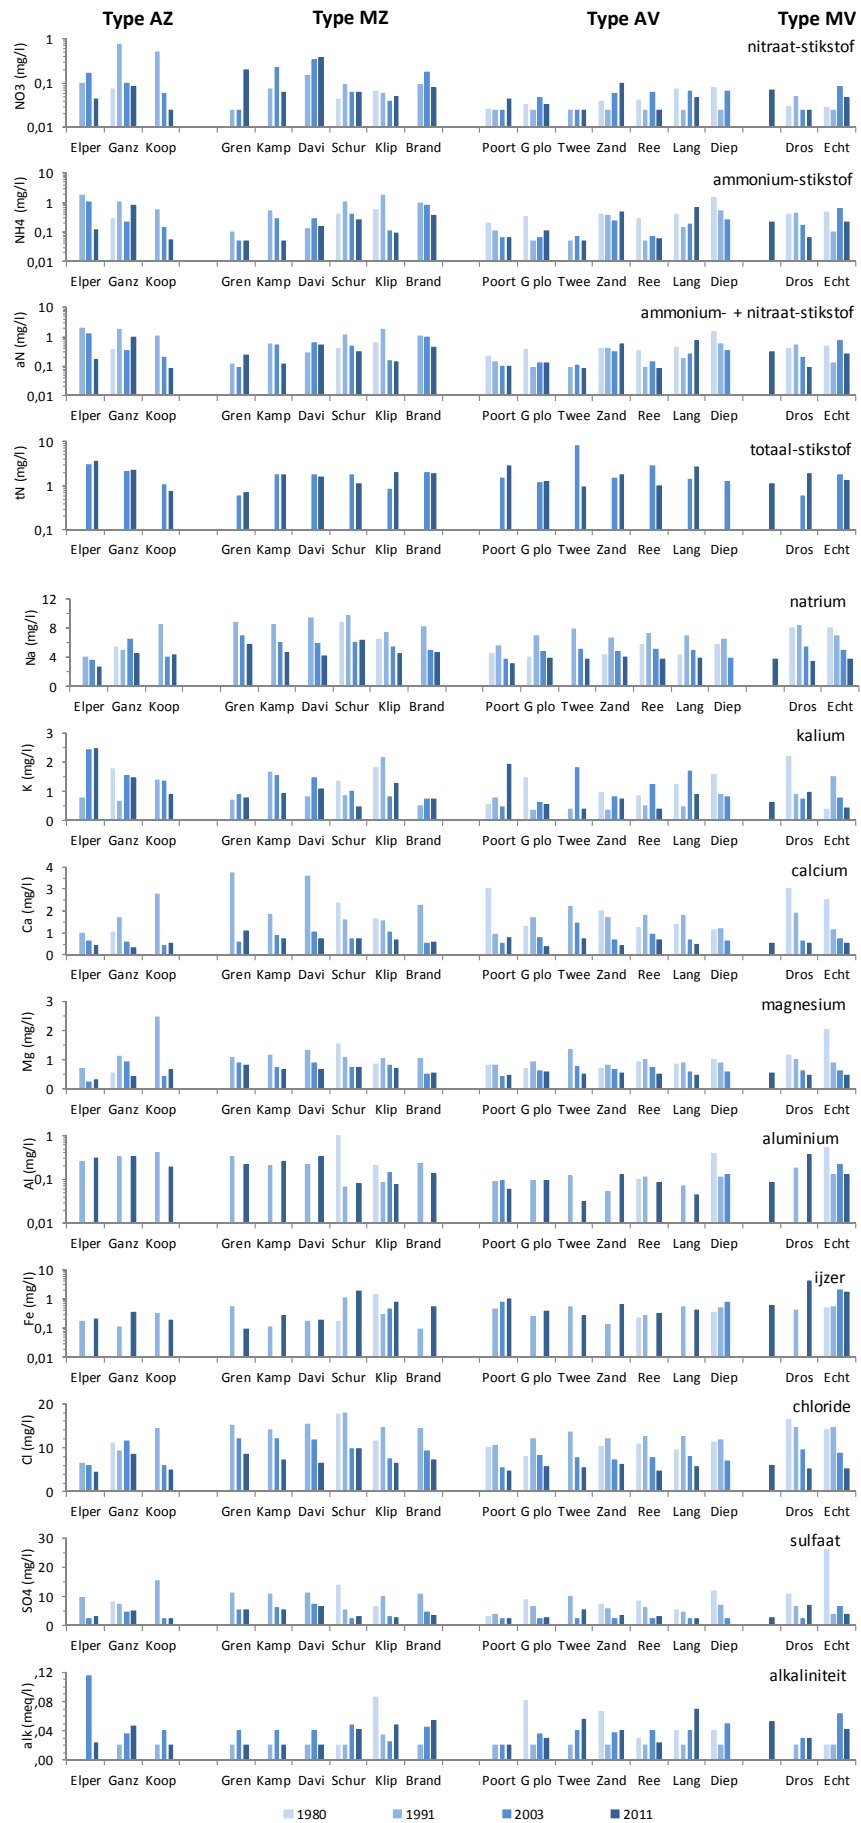 Type AZ Type MZ Type AV Type MV
nitraat-stikstof
NO3 (mg/l)
1
0,1
0,01
Elper Ganz Koop Gren Kamp Davi Schur Klip Brand Poort G plo Twee Zand Ree Lang Diep Dros Echt
ammonium-stikstof
NH4 (mg/l)
10
1
0,1
0,01
Elper Ganz Koop Gren Kamp Davi Schur Klip Brand Poort G plo Twee Zand Ree Lang Diep Dros Echt
ammonium- + nitraat-stikstof
aN (mg/l)
10
1
0,1
0,01
Elper Ganz Koop Gren Kamp Davi Schur Klip Brand Poort G plo Twee Zand Ree Lang Diep Dros Echt
totaal-stikstof
tN (mg/l)
10
1
0,1
Elper Ganz Koop Gren Kamp Davi Schur Klip Brand Poort G plo Twee Zand Ree Lang Diep Dros Echt
natrium
Na (mg/l)
12
8
4
0
Elper Ganz Koop Gren Kamp Davi Schur Klip Brand Poort G plo Twee Zand Ree Lang Diep Dros Echt
kalium
K (mg/l)
3
2
1
0
Elper Ganz Koop Gren Kamp Davi Schur Klip Brand Poort G plo Twee Zand Ree Lang Diep Dros Echt
calcium
Ca (mg/l)
4
3
2
1
0
Elper Ganz Koop Gren Kamp Davi Schur Klip Brand Poort G plo Twee Zand Ree Lang Diep Dros Echt
magnesium
Mg (mg/l)
3
2
1
0
Elper Ganz Koop Gren Kamp Davi Schur Klip Brand Poort G plo Twee Zand Ree Lang Diep Dros Echt
aluminium
Al (mg/l)
1
0,1
0,01
Elper Ganz Koop Gren Kamp Davi Schur Klip Brand Poort G plo Twee Zand Ree Lang Diep Dros Echt
ijzer
Fe (mg/l)
10
1
0,1
0,01
Elper Ganz Koop Gren Kamp Davi Schur Klip Brand Poort G plo Twee Zand Ree Lang Diep Dros Echt
chloride
Cl (mg/l)
20
10
0
Elper Ganz Koop Gren Kamp Davi Schur Klip Brand Poort G plo Twee Zand Ree Lang Diep Dros Echt
sulfaat
SO4 (mg/l)
30
20
10
0
Elper Ganz Koop Gren Kamp Davi Schur Klip Brand Poort G plo Twee Zand Ree Lang Diep Dros Echt
alkaliniteit
alk (meq/l)
,12
,08
,04
,00
Elper Ganz Koop Gren Kamp Davi Schur Klip Brand Poort G plo Twee Zand Ree Lang Diep Dros Echt
1980 1991 2003 2011